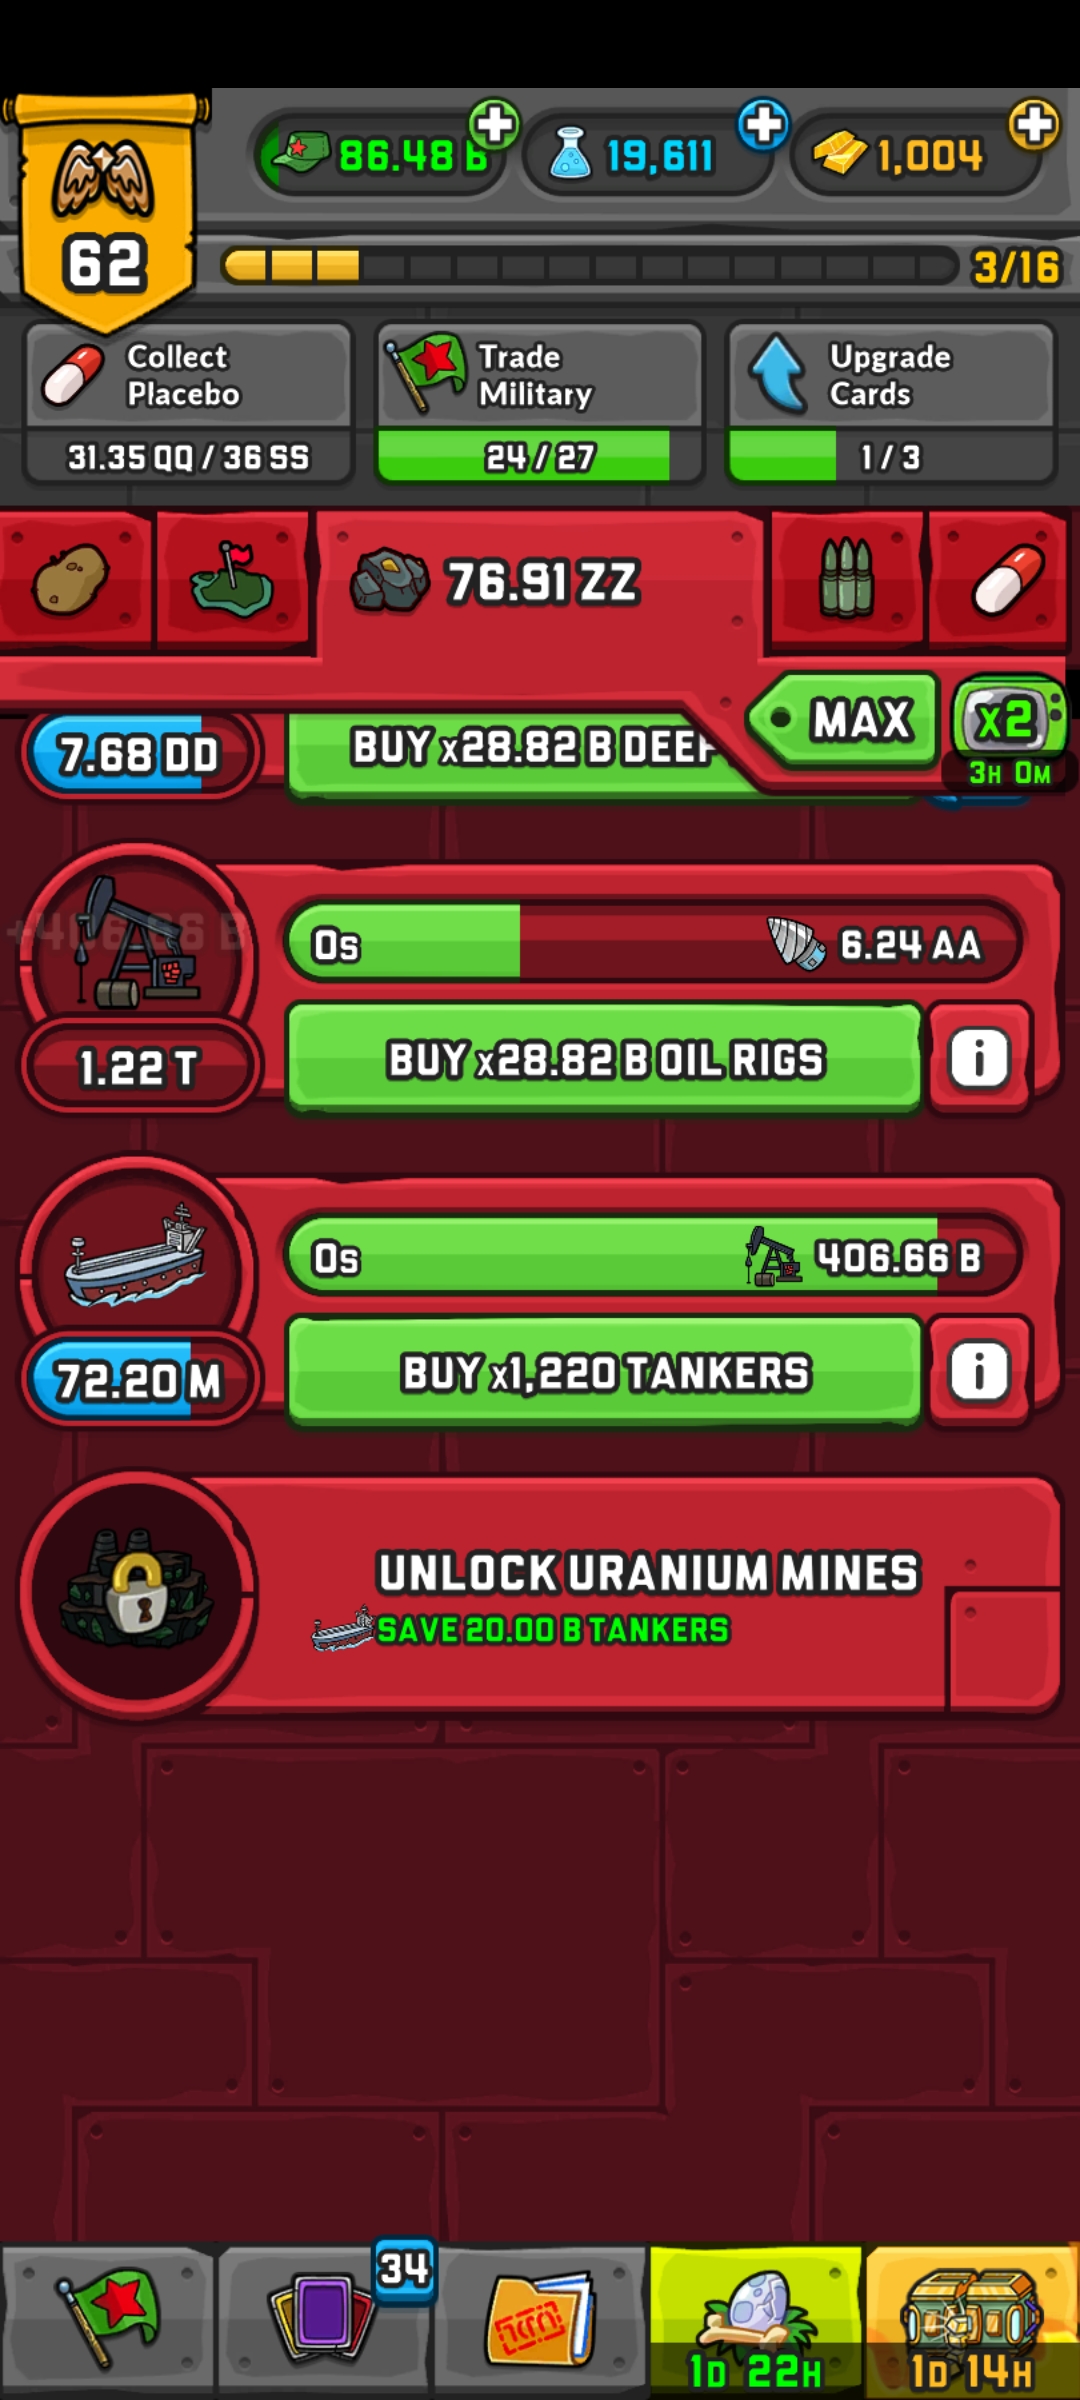 86.48 B
19,611
1,004
62
3/16
Collect
Placebo
31.35 QQ / 36 SS
Trade
Military
24 / 27
Upgrade
Cards
1 / 3
76.91 ZZ
MAX
x2
3H 0M
7.68 DD
BUY x28.82 B DEEP
+406.66 B
0s
6.24 AA
1.22 T
BUY x28.82 B OIL RIGS
i
0s
406.66 B
72.20 M
BUY x1,220 TANKERS
i
UNLOCK URANIUM MINES
SAVE 20.00 B TANKERS
34
1D 22H
1D 14H